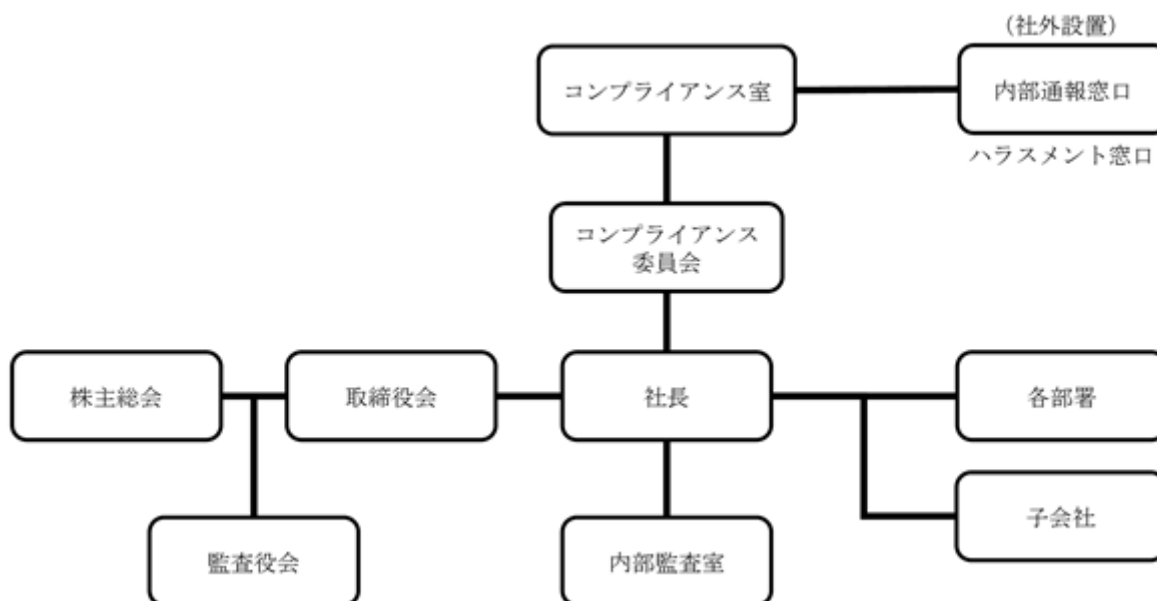 （社外設置）
コンプライアンス室
内部通報窓口
ハラスメント窓口
コンプライアンス
委員会
株主総会
取締役会
社長
各部署
子会社
監査役会
内部監査室